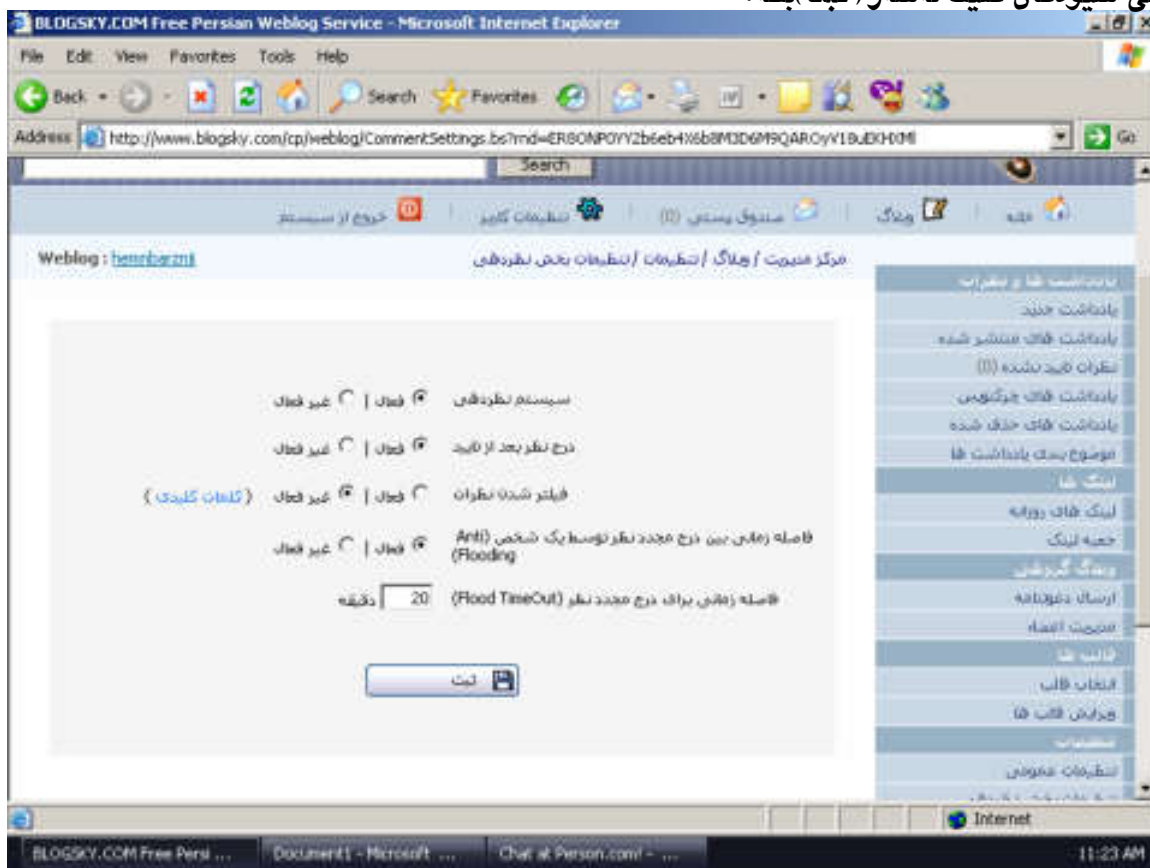 BLOGSKY.COM Free Persian Weblog Service - Microsoft Internet Explorer
File Edit View Favorites Tools Help
Back Search Favorites
Address http://www.blogsky.com/cp/weblog/CommentSettings.bs?rnd= Go
Search
خانه وبلاگ صندوق پستی (0) تنظیمات کاربر خروج از سیستم
مرکز مدیریت / وبلاگ / تنظیمات / تنظیمات بخش نظردهی
Weblog :
یادداشت ها و نظرات
یادداشت جدید
یادداشت های منتشر شده
نظرات تایید نشده (0)
یادداشت های چرکنویس
یادداشت های حذف شده
موضوع بندی یادداشت ها
لینک ها
لینک های روزانه
جعبه لینک
وبلاگ گروهی
ارسال دعوتنامه
مدیریت اعضاء
قالب ها
انتخاب قالب
ویرایش قالب ها
تنظیمات
تنظیمات عمومی
سیستم نظردهی فعال | غیر فعال
درج نظر بعد از تایید فعال | غیر فعال
فیلتر شدن نظرات فعال | غیر فعال ( کلمات کلیدی )
فاصله زمانی بین درج مجدد نظر توسط یک شخص (Anti Flooding) فعال | غیر فعال
فاصله زمانی برای درج مجدد نظر (Flood TimeOut) 20 دقیقه
ثبت
Internet
BLOGSKY.COM Free Persi ... Document1 - Microsoft ... Chat at Person.com! - ... 11:23 AM